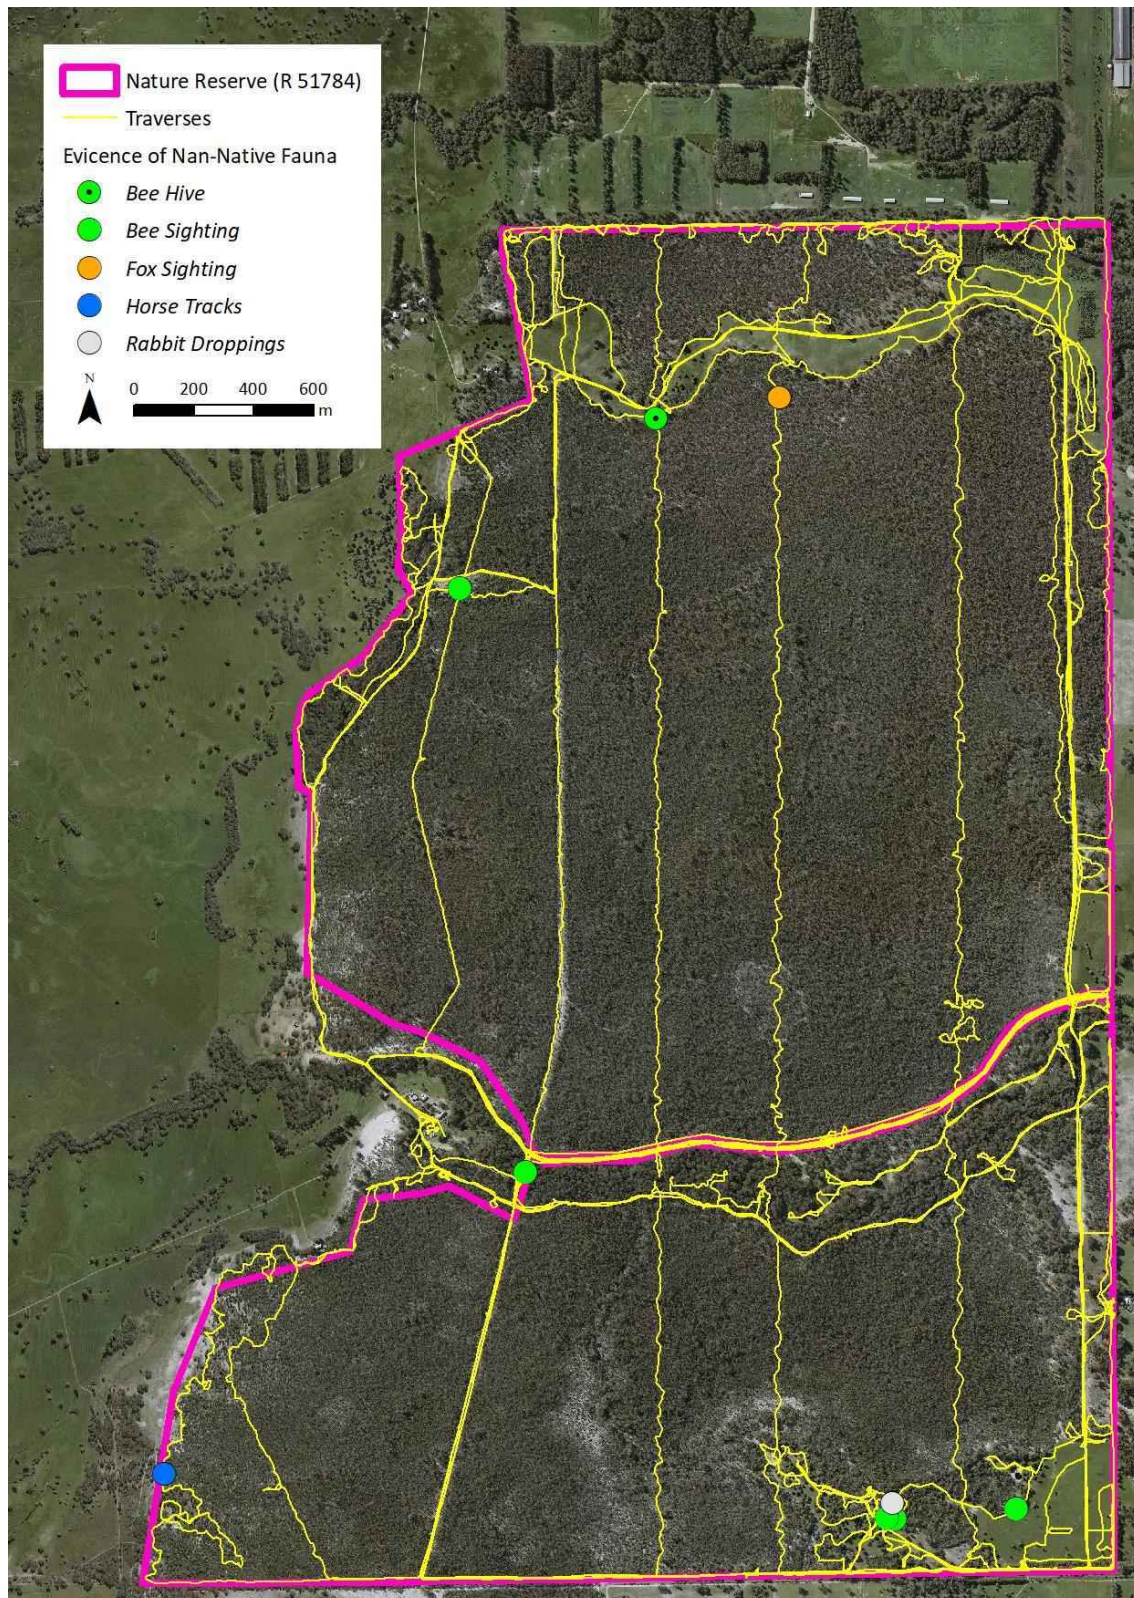 Nature Reserve (R 51784)
Traverses
Evicence of Nan-Native Fauna
Bee Hive
Bee Sighting
Fox Sighting
Horse Tracks
Rabbit Droppings
N
0 200 400 600
m